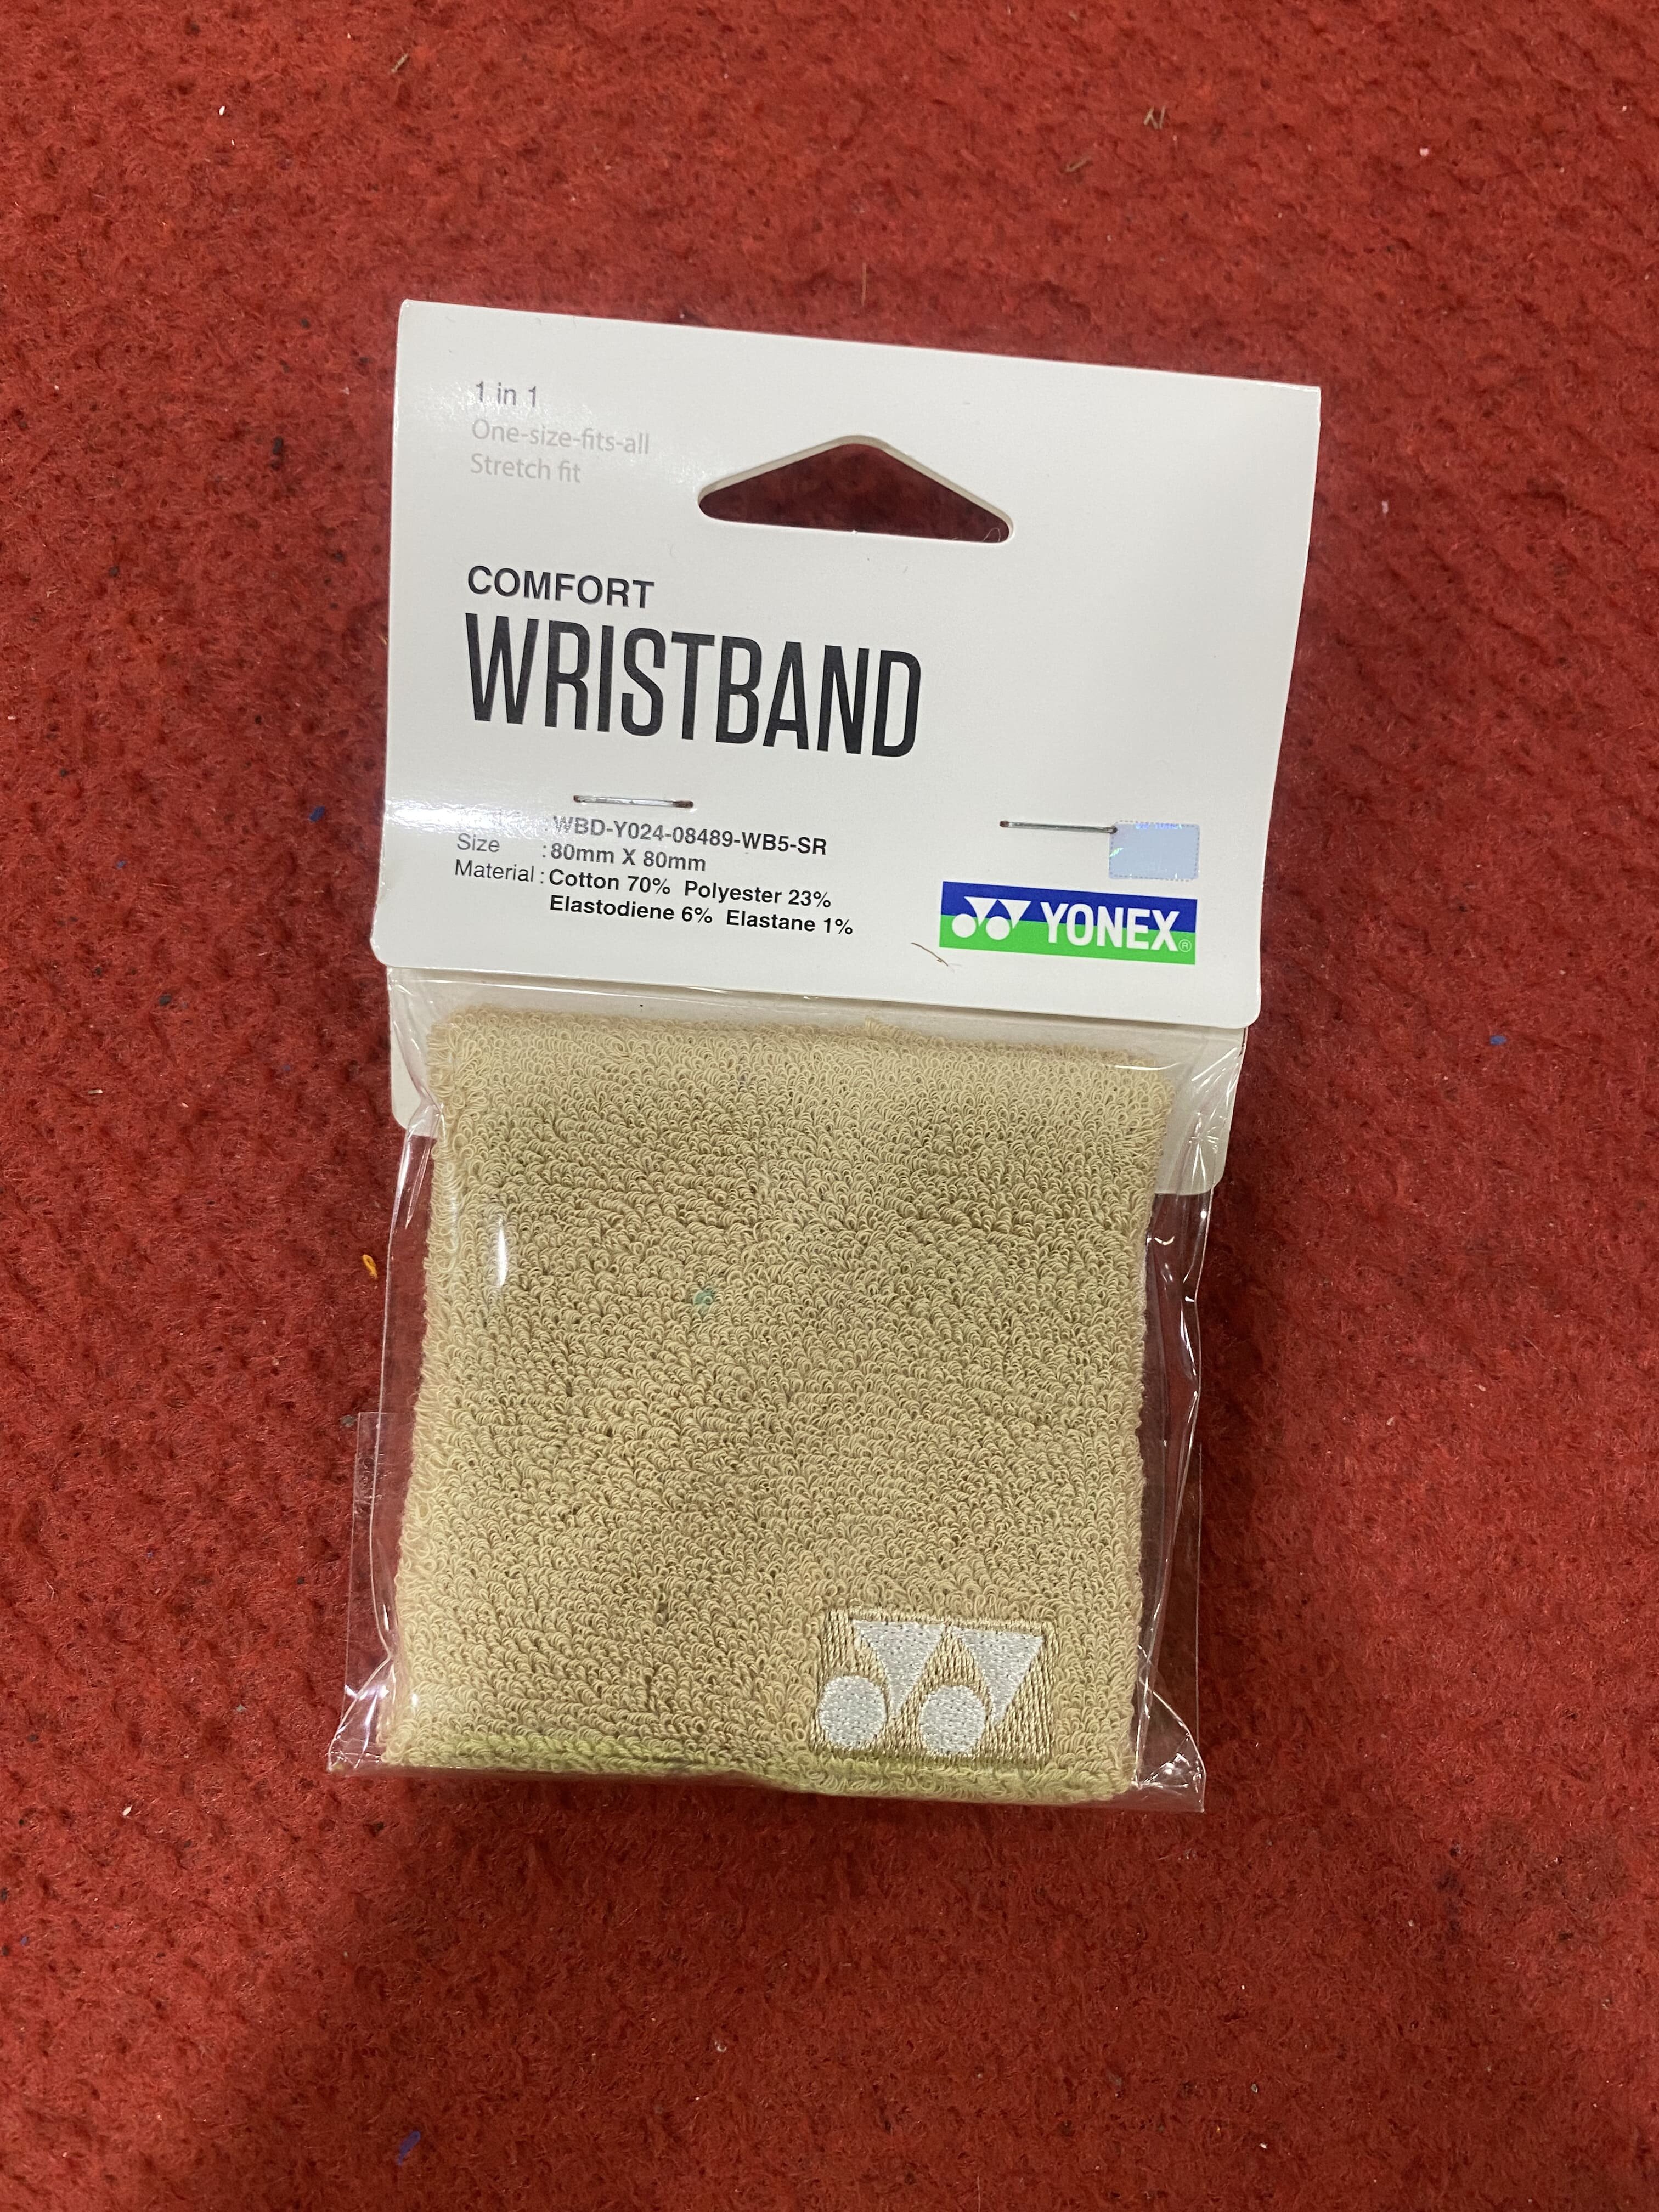 1 in 1
One-size-fits-all
Stretch fit
COMFORT
WRISTBAND
: WBD-Y024-08489-WB5-SR
Size : 80mm X 80mm
Material : Cotton 70% Polyester 23%
Elastodiene 6% Elastane 1%
YONEX®